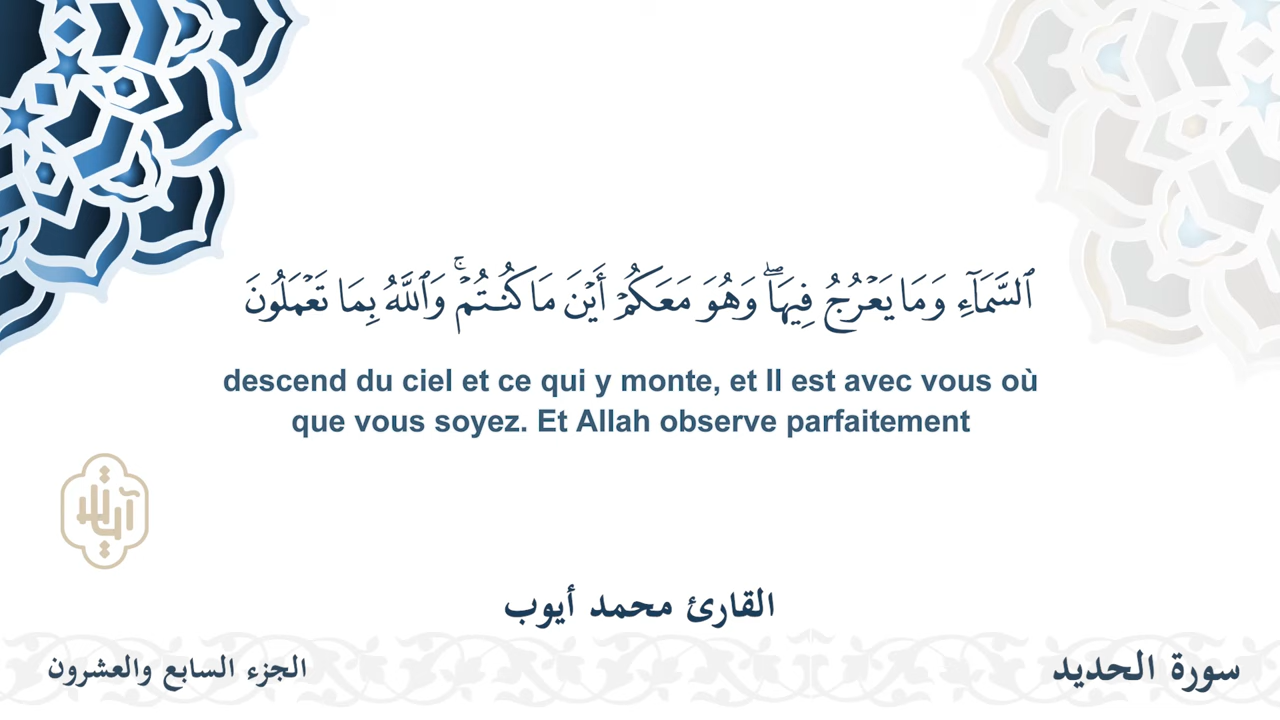 ٱلسَّمَآءِ وَمَا يَعۡرُجُ فِيهَاۖ وَهُوَ مَعَكُمۡ أَيۡنَ مَا كُنتُمۡۚ وَٱللَّهُ بِمَا تَعۡمَلُونَ
descend du ciel et ce qui y monte, et Il est avec vous où
que vous soyez. Et Allah observe parfaitement
القارئ محمد أيوب
سورة الحديد
الجزء السابع والعشرون